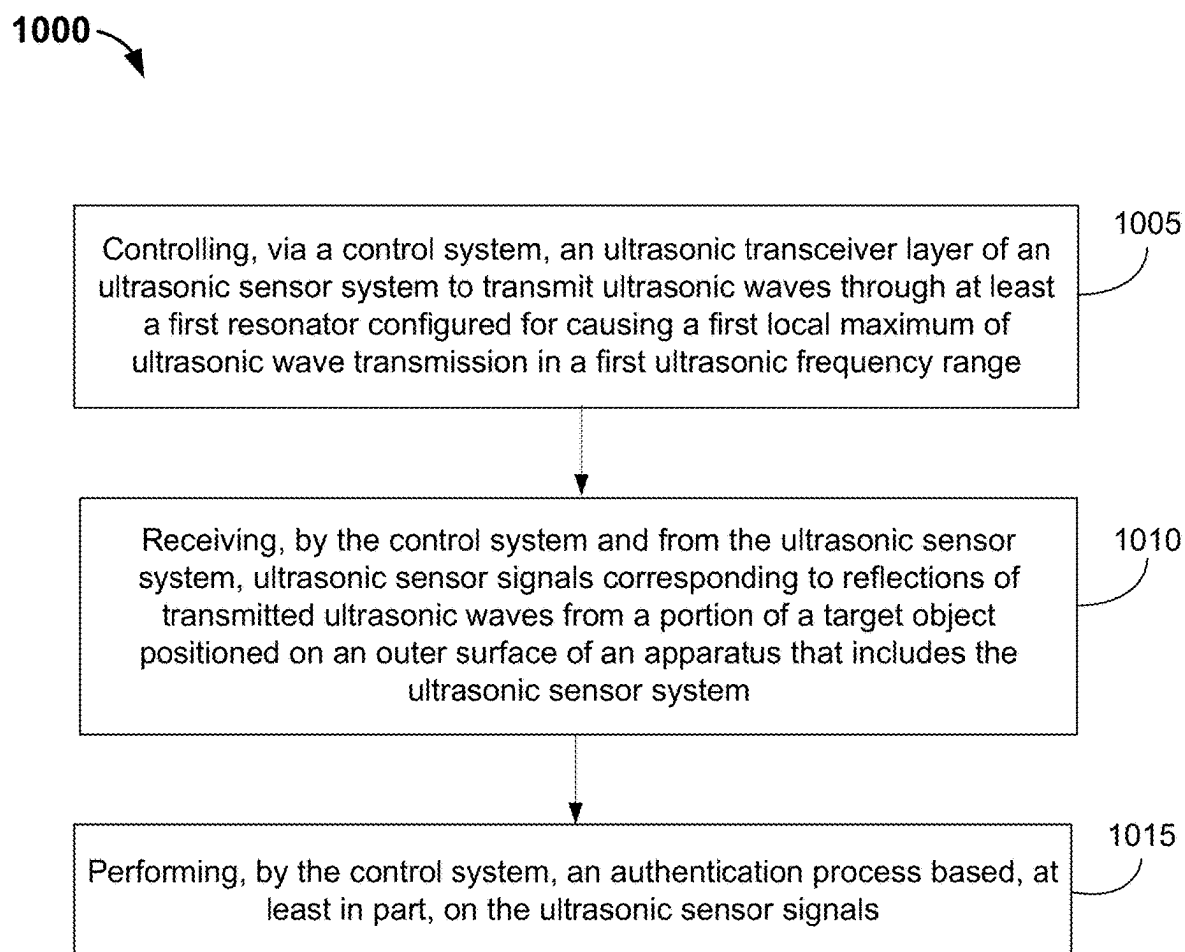 1000
1005
Controlling, via a control system, an ultrasonic transceiver layer of an
ultrasonic sensor system to transmit ultrasonic waves through at least
a first resonator configured for causing a first local maximum of
ultrasonic wave transmission in a first ultrasonic frequency range
1010
Receiving, by the control system and from the ultrasonic sensor
system, ultrasonic sensor signals corresponding to reflections of
transmitted ultrasonic waves from a portion of a target object
positioned on an outer surface of an apparatus that includes the
ultrasonic sensor system
1015
Performing, by the control system, an authentication process based, at
least in part, on the ultrasonic sensor signals